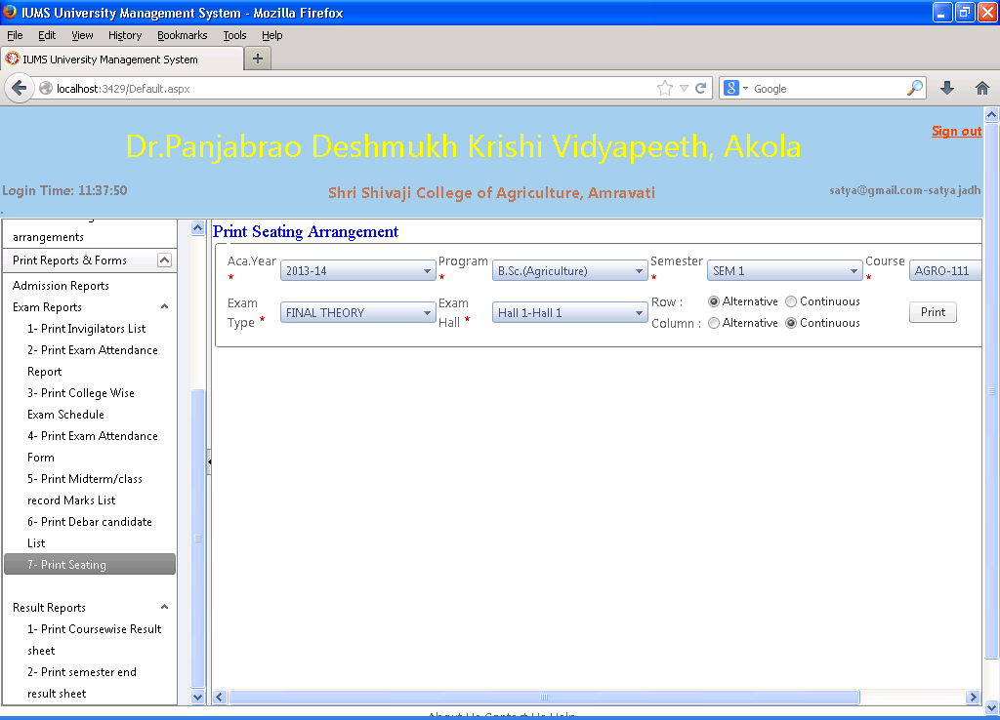 IUMS University Management System - Mozilla Firefox
File Edit View History Bookmarks Tools Help
IUMS University Management System
localhost:3429/Default.aspx
Google
Sign out
Dr.Panjabrao Deshmukh Krishi Vidyapeeth, Akola
Login Time: 11:37:50
Shri Shivaji College of Agriculture, Amravati
satya@gmail.com-satya jadh
arrangements
Print Reports & Forms
Admission Reports
Exam Reports
1- Print Invigilators List
2- Print Exam Attendance
Report
3- Print College Wise
Exam Schedule
4- Print Exam Attendance
Form
5- Print Midterm/class
record Marks List
6- Print Debar candidate
List
7- Print Seating
Result Reports
1- Print Coursewise Result
sheet
2- Print semester end
result sheet
Print Seating Arrangement
Aca.Year * 2013-14 Program * B.Sc.(Agriculture) Semester * SEM 1 Course * AGRO-111
Exam Type * FINAL THEORY Exam Hall * Hall 1-Hall 1
Row : Alternative Continuous
Column : Alternative Continuous
Print
About Us Contact Us Help